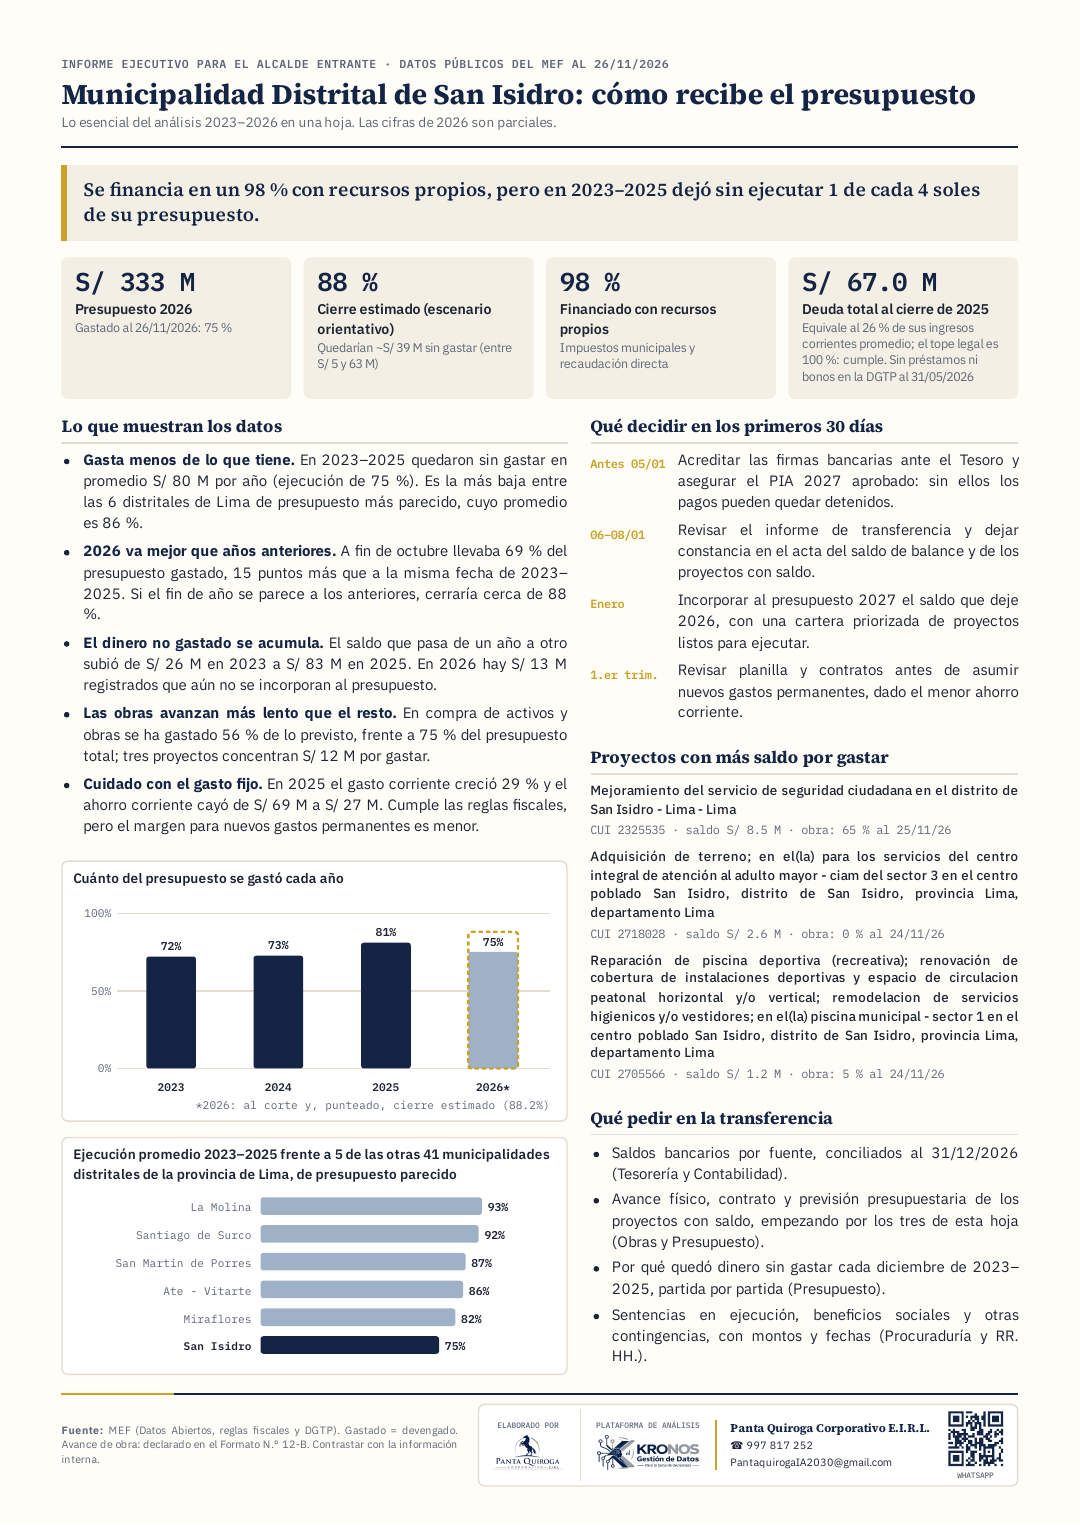 INFORME EJECUTIVO PARA EL ALCALDE ENTRANTE · DATOS PÚBLICOS DEL MEF AL 26/11/2026
Municipalidad Distrital de San Isidro: cómo recibe el presupuesto
Lo esencial del análisis 2023–2026 en una hoja. Las cifras de 2026 son parciales.
Se financia en un 98 % con recursos propios, pero en 2023–2025 dejó sin ejecutar 1 de cada 4 soles
de su presupuesto.
S/ 333 M
Presupuesto 2026
Gastado al 26/11/2026: 75 %
88 %
Cierre estimado (escenario
orientativo)
Quedarían ~S/ 39 M sin gastar (entre
S/ 5 y 63 M)
98 %
Financiado con recursos
propios
Impuestos municipales y
recaudación directa
S/ 67.0 M
Deuda total al cierre de 2025
Equivale al 26 % de sus ingresos
corrientes promedio; el tope legal es
100 %: cumple. Sin préstamos ni
bonos en la DGTP al 31/05/2026
Lo que muestran los datos
• Gasta menos de lo que tiene. En 2023–2025 quedaron sin gastar en
promedio S/ 80 M por año (ejecución de 75 %). Es la más baja entre
las 6 distritales de Lima de presupuesto más parecido, cuyo promedio
es 86 %.
• 2026 va mejor que años anteriores. A fin de octubre llevaba 69 % del
presupuesto gastado, 15 puntos más que a la misma fecha de 2023–
2025. Si el fin de año se parece a los anteriores, cerraría cerca de 88
%.
• El dinero no gastado se acumula. El saldo que pasa de un año a otro
subió de S/ 26 M en 2023 a S/ 83 M en 2025. En 2026 hay S/ 13 M
registrados que aún no se incorporan al presupuesto.
• Las obras avanzan más lento que el resto. En compra de activos y
obras se ha gastado 56 % de lo previsto, frente a 75 % del presupuesto
total; tres proyectos concentran S/ 12 M por gastar.
• Cuidado con el gasto fijo. En 2025 el gasto corriente creció 29 % y el
ahorro corriente cayó de S/ 69 M a S/ 27 M. Cumple las reglas fiscales,
pero el margen para nuevos gastos permanentes es menor.
Cuánto del presupuesto se gastó cada año
100%
50%
0%
72%
73%
81%
75%
2023
2024
2025
2026*
*2026: al corte y, punteado, cierre estimado (88.2%)
Ejecución promedio 2023–2025 frente a 5 de las otras 41 municipalidades
distritales de la provincia de Lima, de presupuesto parecido
La Molina 93%
Santiago de Surco 92%
San Martin de Porres 87%
Ate - Vitarte 86%
Miraflores 82%
San Isidro 75%
Qué decidir en los primeros 30 días
Antes 05/01 Acreditar las firmas bancarias ante el Tesoro y
asegurar el PIA 2027 aprobado: sin ellos los
pagos pueden quedar detenidos.
06–08/01 Revisar el informe de transferencia y dejar
constancia en el acta del saldo de balance y de los
proyectos con saldo.
Enero Incorporar al presupuesto 2027 el saldo que deje
2026, con una cartera priorizada de proyectos
listos para ejecutar.
1.er trim. Revisar planilla y contratos antes de asumir
nuevos gastos permanentes, dado el menor ahorro
corriente.
Proyectos con más saldo por gastar
Mejoramiento del servicio de seguridad ciudadana en el distrito de
San Isidro - Lima - Lima
CUI 2325535 · saldo S/ 8.5 M · obra: 65 % al 25/11/26
Adquisición de terreno; en el(la) para los servicios del centro
integral de atención al adulto mayor - ciam del sector 3 en el centro
poblado San Isidro, distrito de San Isidro, provincia Lima,
departamento Lima
CUI 2718028 · saldo S/ 2.6 M · obra: 0 % al 24/11/26
Reparación de piscina deportiva (recreativa); renovación de
cobertura de instalaciones deportivas y espacio de circulacion
peatonal horizontal y/o vertical; remodelacion de servicios
higienicos y/o vestidores; en el(la) piscina municipal - sector 1 en el
centro poblado San Isidro, distrito de San Isidro, provincia Lima,
departamento Lima
CUI 2705566 · saldo S/ 1.2 M · obra: 5 % al 24/11/26
Qué pedir en la transferencia
• Saldos bancarios por fuente, conciliados al 31/12/2026
(Tesorería y Contabilidad).
• Avance físico, contrato y previsión presupuestaria de los
proyectos con saldo, empezando por los tres de esta hoja
(Obras y Presupuesto).
• Por qué quedó dinero sin gastar cada diciembre de 2023–
2025, partida por partida (Presupuesto).
• Sentencias en ejecución, beneficios sociales y otras
contingencias, con montos y fechas (Procuraduría y RR.
HH.).
Fuente: MEF (Datos Abiertos, reglas fiscales y DGTP). Gastado = devengado.
Avance de obra: declarado en el Formato N.° 12-B. Contrastar con la información
interna.
ELABORADO POR
PANTA QUIROGA
PLATAFORMA DE ANÁLISIS
KRONOS
Gestión de Datos
Panta Quiroga Corporativo E.I.R.L.
☎ 997 817 252
PantaquirogaIA2030@gmail.com
WHATSAPP